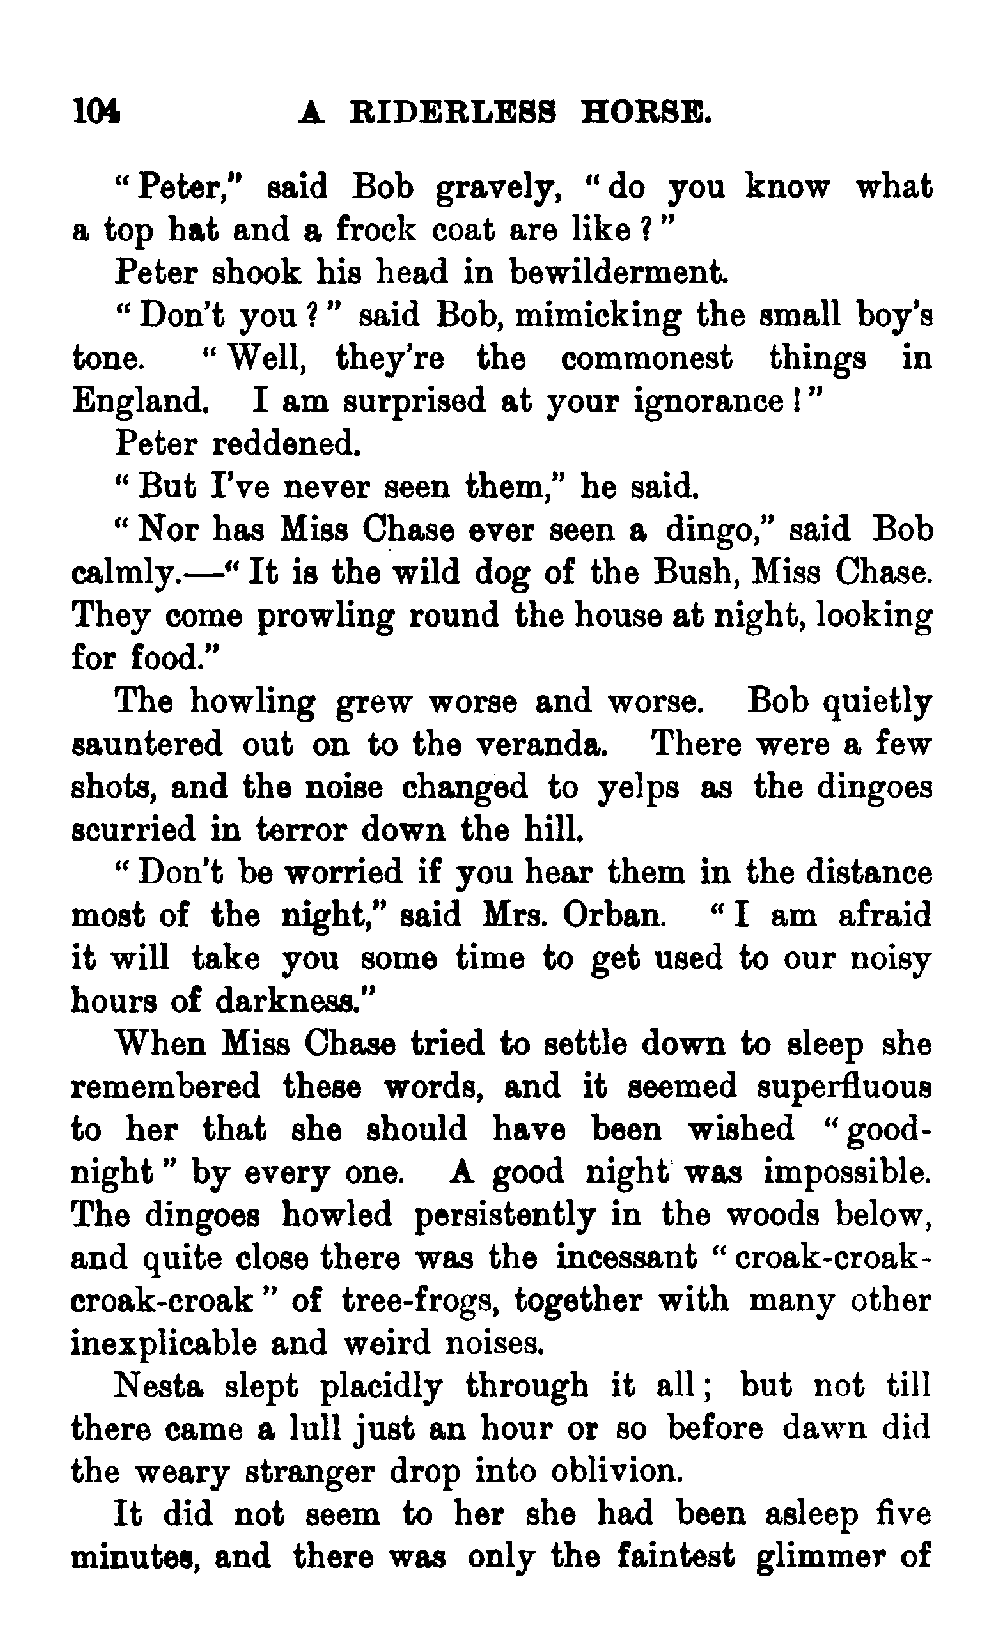 104 A RIDERLESS HORSE.
“ Peter,” said Bob gravely, “ do you know what
a top hat and a frock coat are like ? ”
Peter shook his head in bewilderment.
“ Don’t you ? ” said Bob, mimicking the small boy’s
tone. “ Well, they’re the commonest things in
England. I am surprised at your ignorance ! ”
Peter reddened.
“ But I’ve never seen them,” he said.
“ Nor has Miss Chase ever seen a dingo,” said Bob
calmly.—“ It is the wild dog of the Bush, Miss Chase.
They come prowling round the house at night, looking
for food.”
The howling grew worse and worse. Bob quietly
sauntered out on to the veranda. There were a few
shots, and the noise changed to yelps as the dingoes
scurried in terror down the hill.
“ Don’t be worried if you hear them in the distance
most of the night,” said Mrs. Orban. “ I am afraid
it will take you some time to get used to our noisy
hours of darkness.”
When Miss Chase tried to settle down to sleep she
remembered these words, and it seemed superfluous
to her that she should have been wished “ good-
night ” by every one. A good night was impossible.
The dingoes howled persistently in the woods below,
and quite close there was the incessant “ croak-croak-
croak-croak ” of tree-frogs, together with many other
inexplicable and weird noises.
Nesta slept placidly through it all ; but not till
there came a lull just an hour or so before dawn did
the weary stranger drop into oblivion.
It did not seem to her she had been asleep five
minutes, and there was only the faintest glimmer of